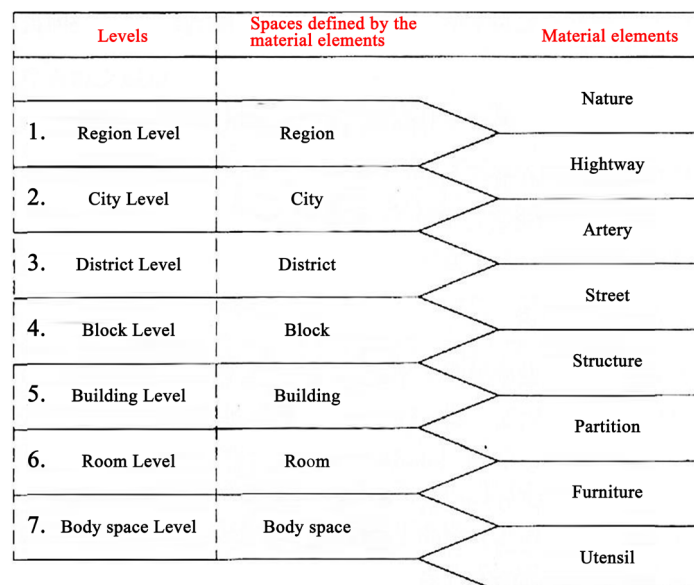 Levels
Spaces defined by the
material elements
Material elements
Nature
1. Region Level Region
Hightway
2. City Level City
Artery
3. District Level District
Street
4. Block Level Block
Structure
5. Building Level Building
Partition
6. Room Level Room
Furniture
7. Body space Level Body space
Utensil